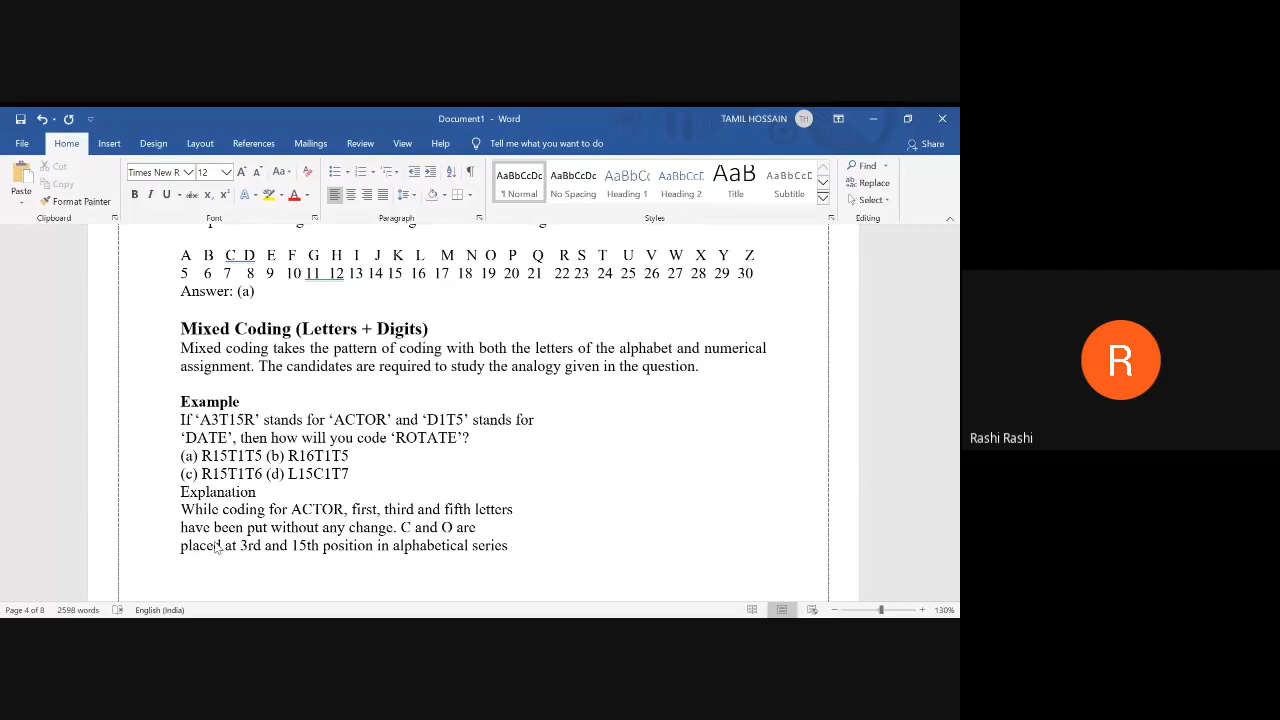 Document1 - Word
TAMIL HOSSAIN TH
File Home Insert Design Layout References Mailings Review View Help Tell me what you want to do Share
Paste Cut Copy Format Painter
Times New R 12
AaBbCcDc AaBbCcDc AaBbCc AaBbCcD AaB AaBbCcD
¶ Normal No Spacing Heading 1 Heading 2 Title Subtitle
Find Replace Select
Clipboard Font Paragraph Styles Editing
A B C D E F G H I J K L M N O P Q R S T U V W X Y Z
5 6 7 8 9 10 11 12 13 14 15 16 17 18 19 20 21 22 23 24 25 26 27 28 29 30
Answer: (a)
Mixed Coding (Letters + Digits)
Mixed coding takes the pattern of coding with both the letters of the alphabet and numerical
assignment. The candidates are required to study the analogy given in the question.
Example
If ‘A3T15R’ stands for ‘ACTOR’ and ‘D1T5’ stands for
‘DATE’, then how will you code ‘ROTATE’?
(a) R15T1T5 (b) R16T1T5
(c) R15T1T6 (d) L15C1T7
Explanation
While coding for ACTOR, first, third and fifth letters
have been put without any change. C and O are
placed at 3rd and 15th position in alphabetical series
Page 4 of 8 2598 words English (India) 130%
R
Rashi Rashi